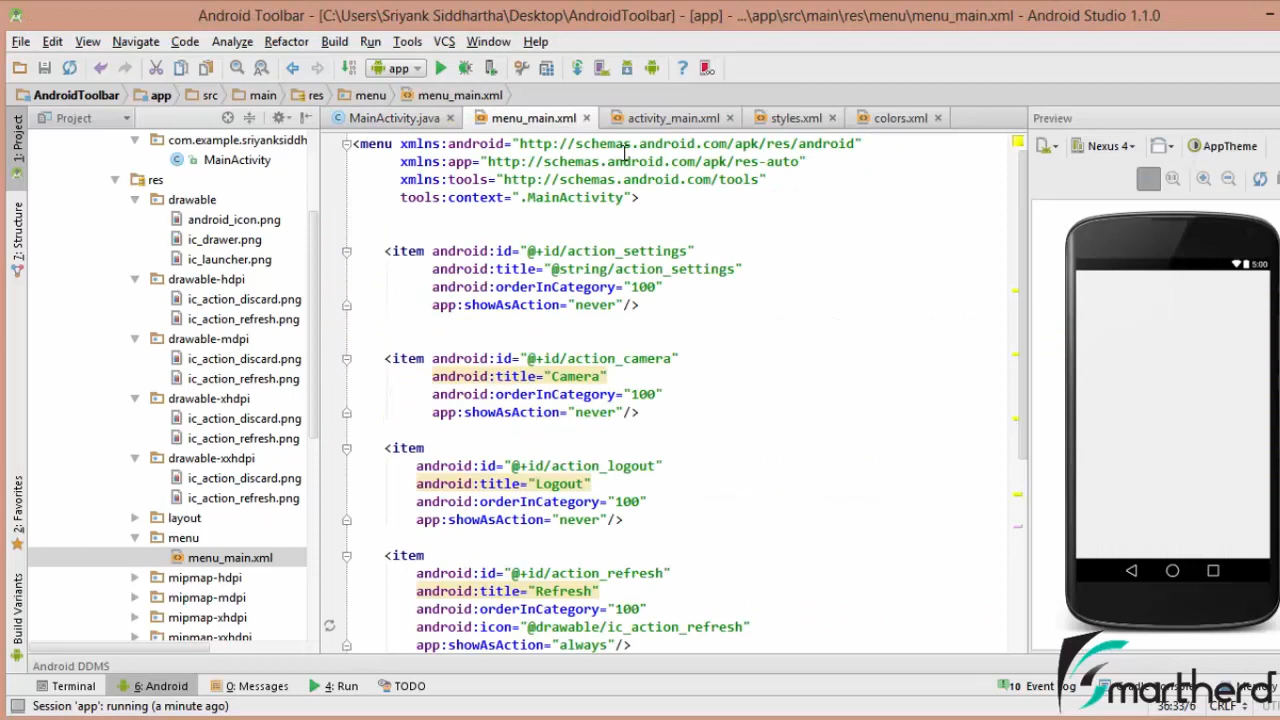 Android Toolbar - [C:\Users\Sriyank Siddhartha\Desktop\AndroidToolbar] - [app] - ...\app\src\main\res\menu\menu_main.xml - Android Studio 1.1.0
File Edit View Navigate Code Analyze Refactor Build Run Tools VCS Window Help
app
AndroidToolbar app src main res menu menu_main.xml
Project MainActivity.java menu_main.xml activity_main.xml styles.xml colors.xml Preview
1: Project
7: Structure
2: Favorites
Build Variants
com.example.sriyanksiddh
MainActivity
res
drawable
android_icon.png
ic_drawer.png
ic_launcher.png
drawable-hdpi
ic_action_discard.png
ic_action_refresh.png
drawable-mdpi
ic_action_discard.png
ic_action_refresh.png
drawable-xhdpi
ic_action_discard.png
ic_action_refresh.png
drawable-xxhdpi
ic_action_discard.png
ic_action_refresh.png
layout
menu
menu_main.xml
mipmap-hdpi
mipmap-mdpi
mipmap-xhdpi
mipmap-xxhdpi
<menu xmlns:android="http://schemas.android.com/apk/res/android"
xmlns:app="http://schemas.android.com/apk/res-auto"
xmlns:tools="http://schemas.android.com/tools"
tools:context=".MainActivity">
<item android:id="@+id/action_settings"
android:title="@string/action_settings"
android:orderInCategory="100"
app:showAsAction="never"/>
<item android:id="@+id/action_camera"
android:title="Camera"
android:orderInCategory="100"
app:showAsAction="never"/>
<item
android:id="@+id/action_logout"
android:title="Logout"
android:orderInCategory="100"
app:showAsAction="never"/>
<item
android:id="@+id/action_refresh"
android:title="Refresh"
android:orderInCategory="100"
android:icon="@drawable/ic_action_refresh"
app:showAsAction="always"/>
Nexus 4 AppTheme
5:00
Android DDMS
Terminal 6: Android 0: Messages 4: Run TODO 10 Event Log
Session 'app': running (a minute ago) 36:33/6 CRLF
smartherd